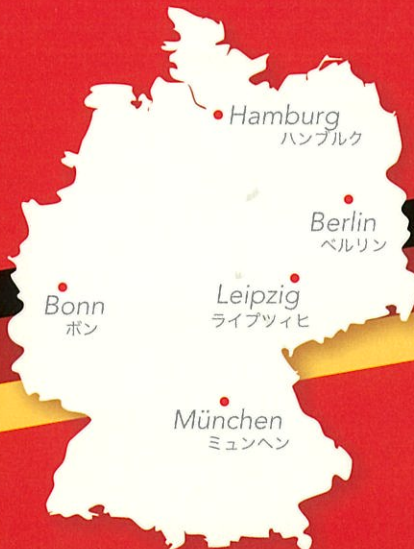 Hamburg
ハンブルク
Berlin
ベルリン
Leipzig
ライプツィヒ
Bonn
ボン
München
ミュンヘン